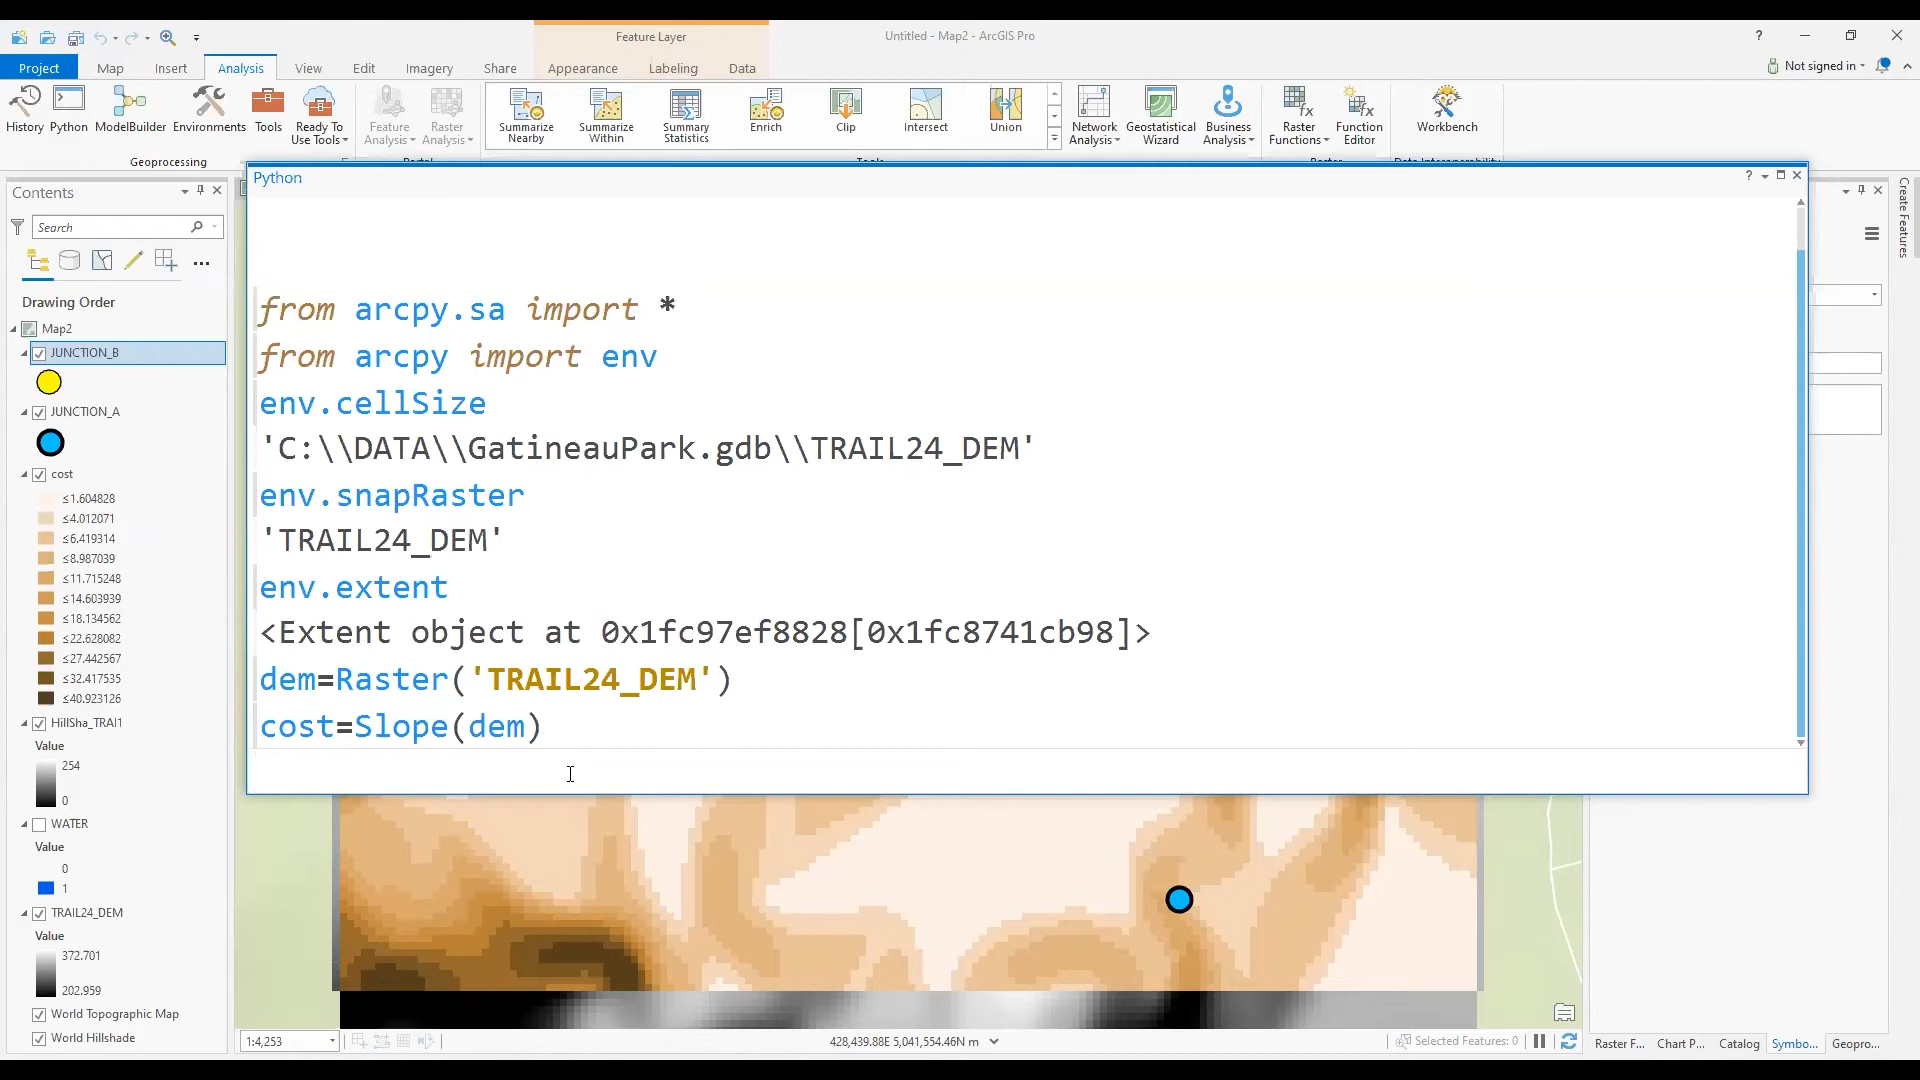 Feature Layer
Untitled - Map2 - ArcGIS Pro
?
Project
Map
Insert
Analysis
View
Edit
Imagery
Share
Appearance
Labeling
Data
Not signed in
History
Python
ModelBuilder
Environments
Tools
Ready To
Use Tools
Feature
Analysis
Raster
Analysis
Summarize
Nearby
Summarize
Within
Summary
Statistics
Enrich
Clip
Intersect
Union
Network
Analysis
Geostatistical
Wizard
Business
Analysis
Raster
Functions
Function
Editor
Workbench
Geoprocessing
Portal
Tools
Raster
Data Interoperability
Contents
Search
Drawing Order
Map2
JUNCTION_B
JUNCTION_A
cost
≤1.604828
≤4.012071
≤6.419314
≤8.987039
≤11.715248
≤14.603939
≤18.134562
≤22.628082
≤27.442567
≤32.417535
≤40.923126
HillSha_TRAI1
Value
254
0
WATER
Value
0
1
TRAIL24_DEM
Value
372.701
202.959
World Topographic Map
World Hillshade
Python
?
from arcpy.sa import *
from arcpy import env
env.cellSize
'C:\\DATA\\GatineauPark.gdb\\TRAIL24_DEM'
env.snapRaster
'TRAIL24_DEM'
env.extent
<Extent object at 0x1fc97ef8828[0x1fc8741cb98]>
dem=Raster('TRAIL24_DEM')
cost=Slope(dem)
Create Features
1:4,253
428,439.88E 5,041,554.46N m
Selected Features: 0
Raster F...
Chart P...
Catalog
Symbo...
Geopro...